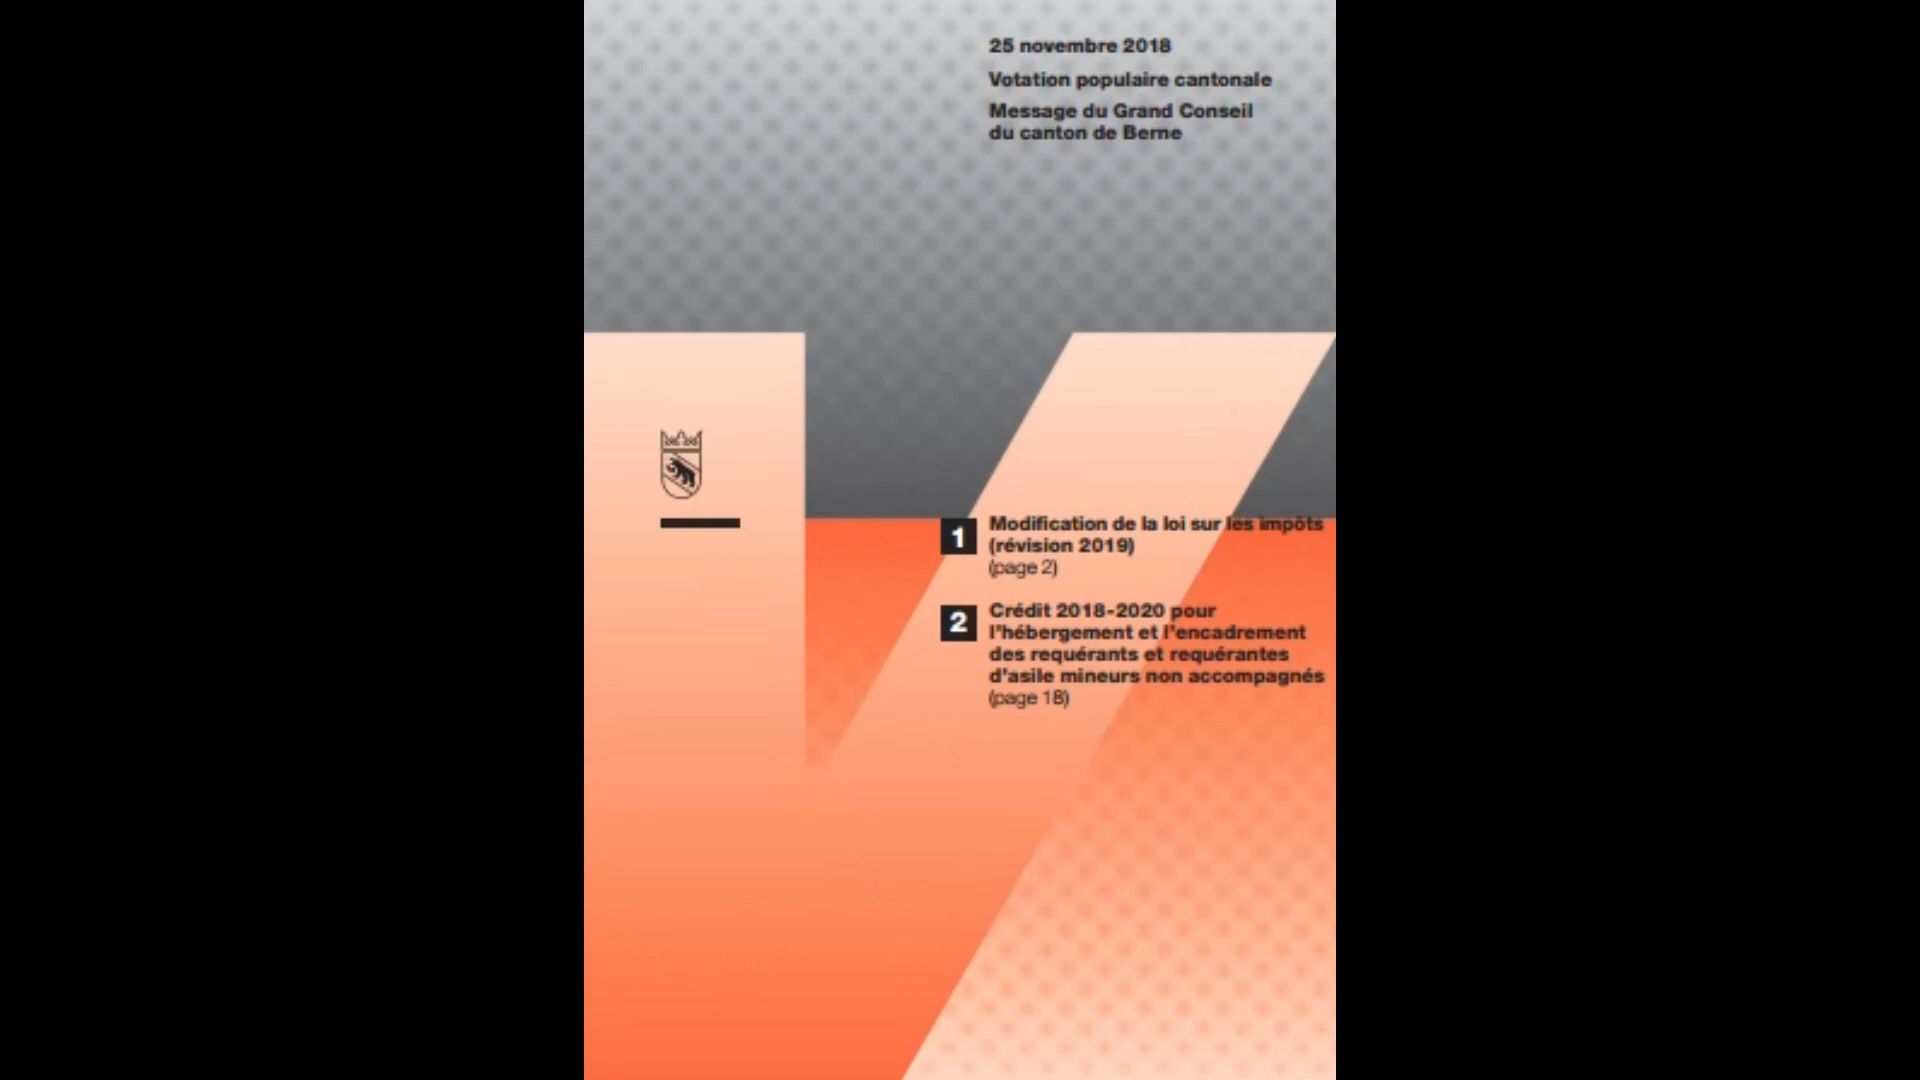 25 novembre 2018
Votation populaire cantonale
Message du Grand Conseil
du canton de Berne
1 Modification de la loi sur les impôts
(révision 2019)
(page 2)
2 Crédit 2018-2020 pour
l'hébergement et l'encadrement
des requérants et requérantes
d'asile mineurs non accompagnés
(page 18)